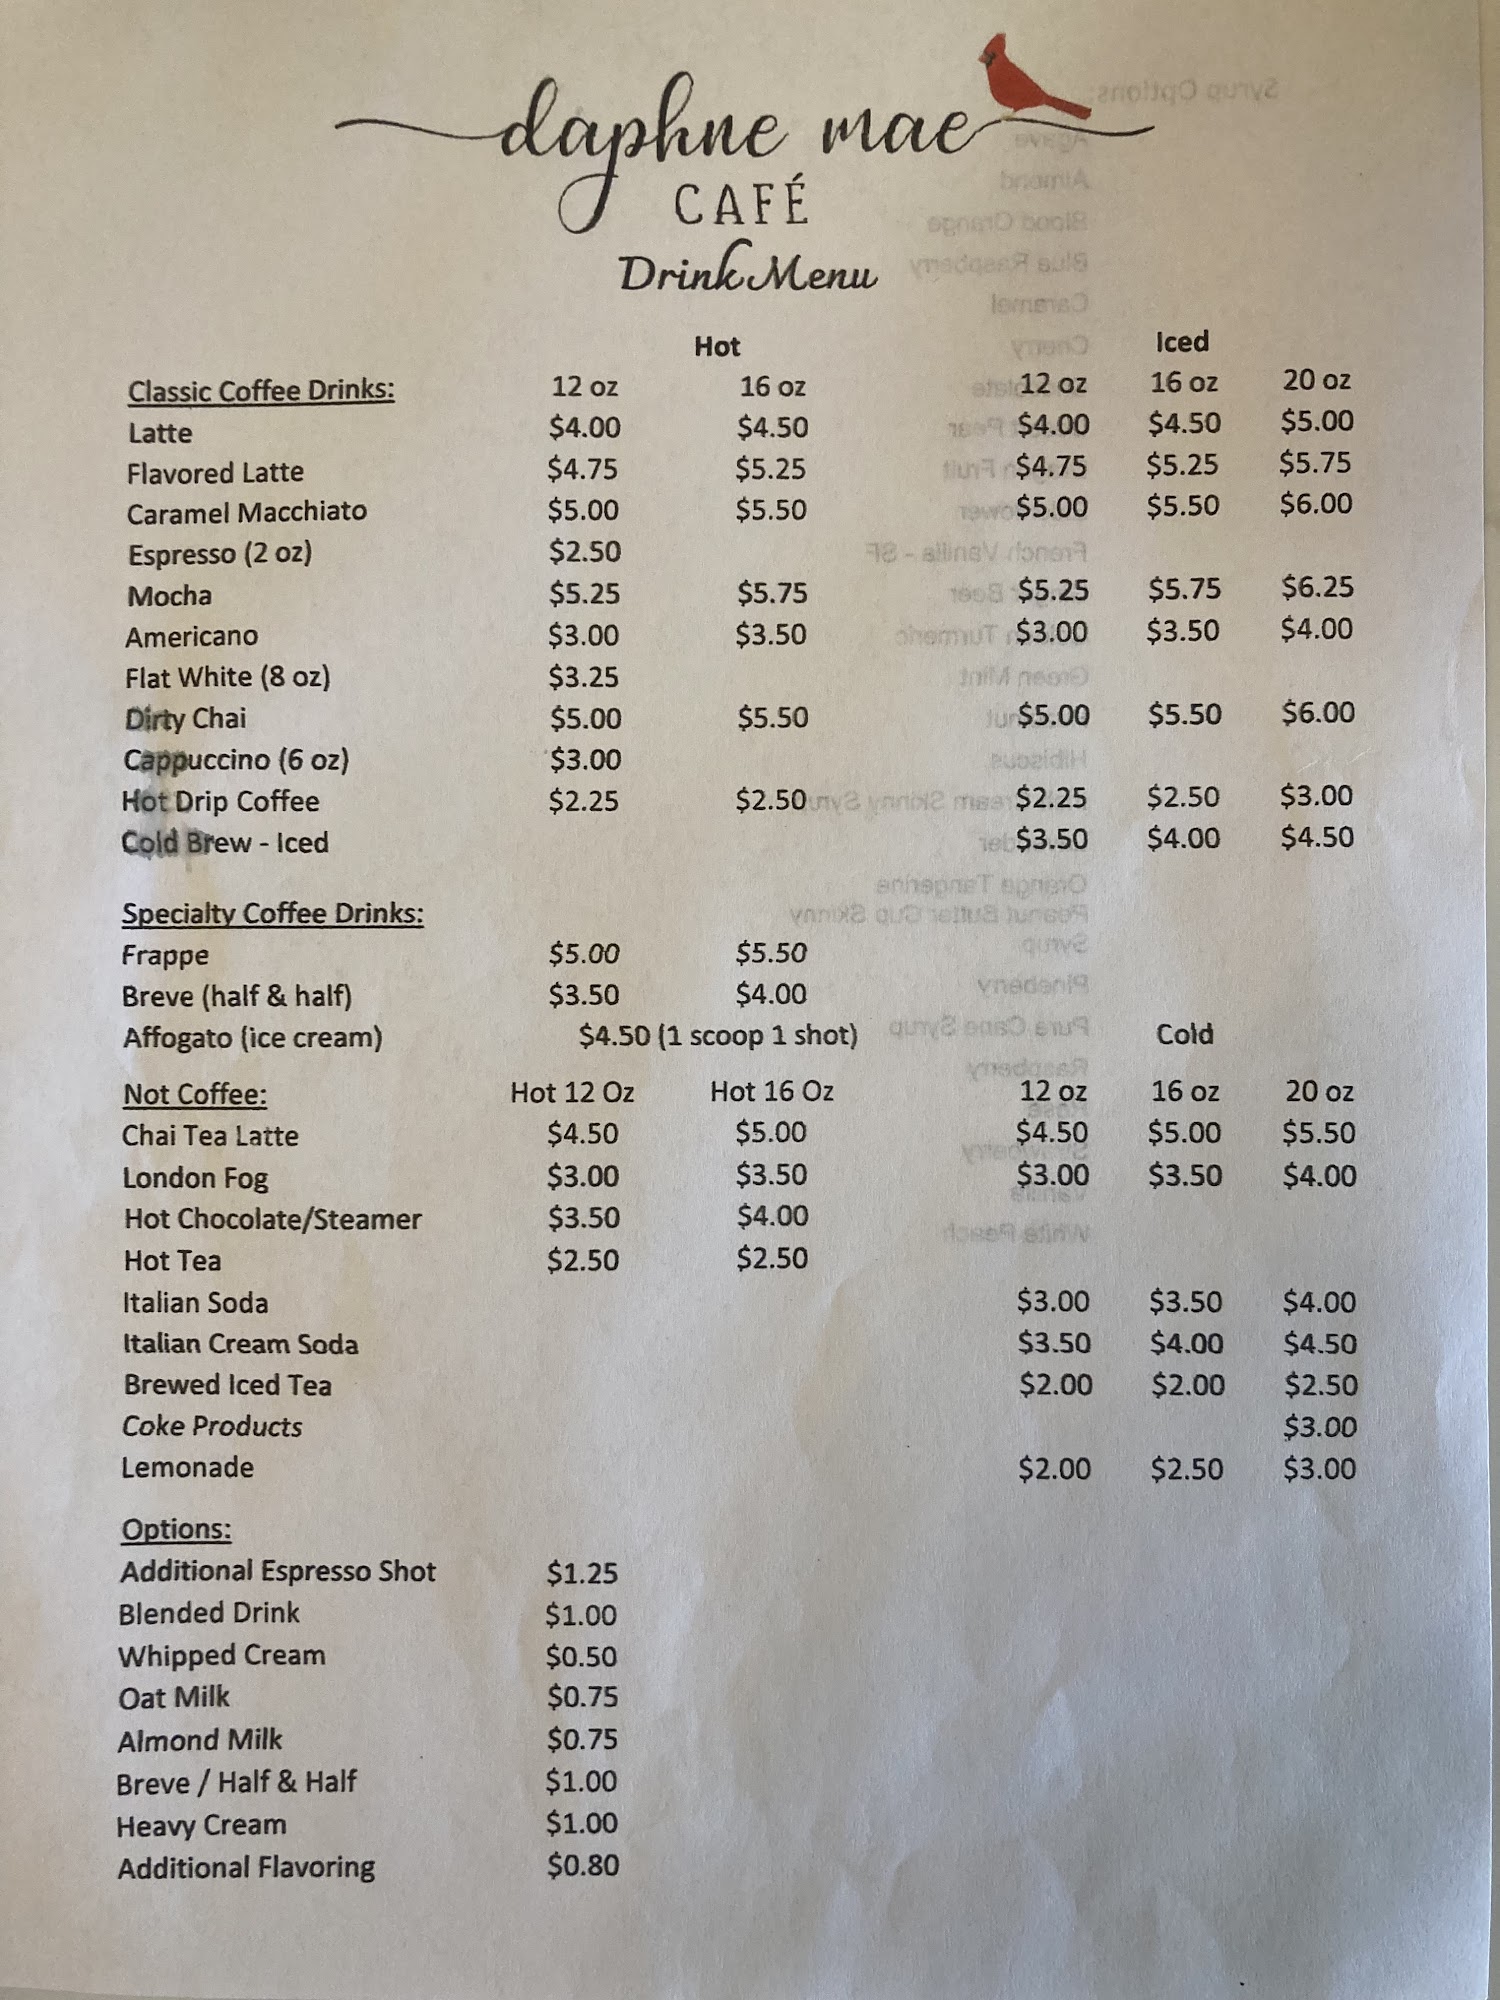 daphne mae
CAFÉ
Drink Menu
Hot Iced
Classic Coffee Drinks: 12 oz 16 oz 12 oz 16 oz 20 oz
Latte $4.00 $4.50 $4.00 $4.50 $5.00
Flavored Latte $4.75 $5.25 $4.75 $5.25 $5.75
Caramel Macchiato $5.00 $5.50 $5.00 $5.50 $6.00
Espresso (2 oz) $2.50
Mocha $5.25 $5.75 $5.25 $5.75 $6.25
Americano $3.00 $3.50 $3.00 $3.50 $4.00
Flat White (8 oz) $3.25
Dirty Chai $5.00 $5.50 $5.00 $5.50 $6.00
Cappuccino (6 oz) $3.00
Hot Drip Coffee $2.25 $2.50 $2.25 $2.50 $3.00
Cold Brew - Iced $3.50 $4.00 $4.50
Specialty Coffee Drinks:
Frappe $5.00 $5.50
Breve (half & half) $3.50 $4.00
Affogato (ice cream) $4.50 (1 scoop 1 shot) Cold
Not Coffee: Hot 12 Oz Hot 16 Oz 12 oz 16 oz 20 oz
Chai Tea Latte $4.50 $5.00 $4.50 $5.00 $5.50
London Fog $3.00 $3.50 $3.00 $3.50 $4.00
Hot Chocolate/Steamer $3.50 $4.00
Hot Tea $2.50 $2.50
Italian Soda $3.00 $3.50 $4.00
Italian Cream Soda $3.50 $4.00 $4.50
Brewed Iced Tea $2.00 $2.00 $2.50
Coke Products $3.00
Lemonade $2.00 $2.50 $3.00
Options:
Additional Espresso Shot $1.25
Blended Drink $1.00
Whipped Cream $0.50
Oat Milk $0.75
Almond Milk $0.75
Breve / Half & Half $1.00
Heavy Cream $1.00
Additional Flavoring $0.80